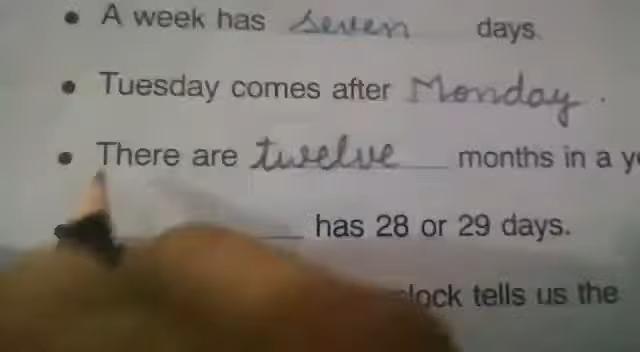 • A week has seven days.
• Tuesday comes after Monday.
• There are twelve months in a
has 28 or 29 days.
tells us the